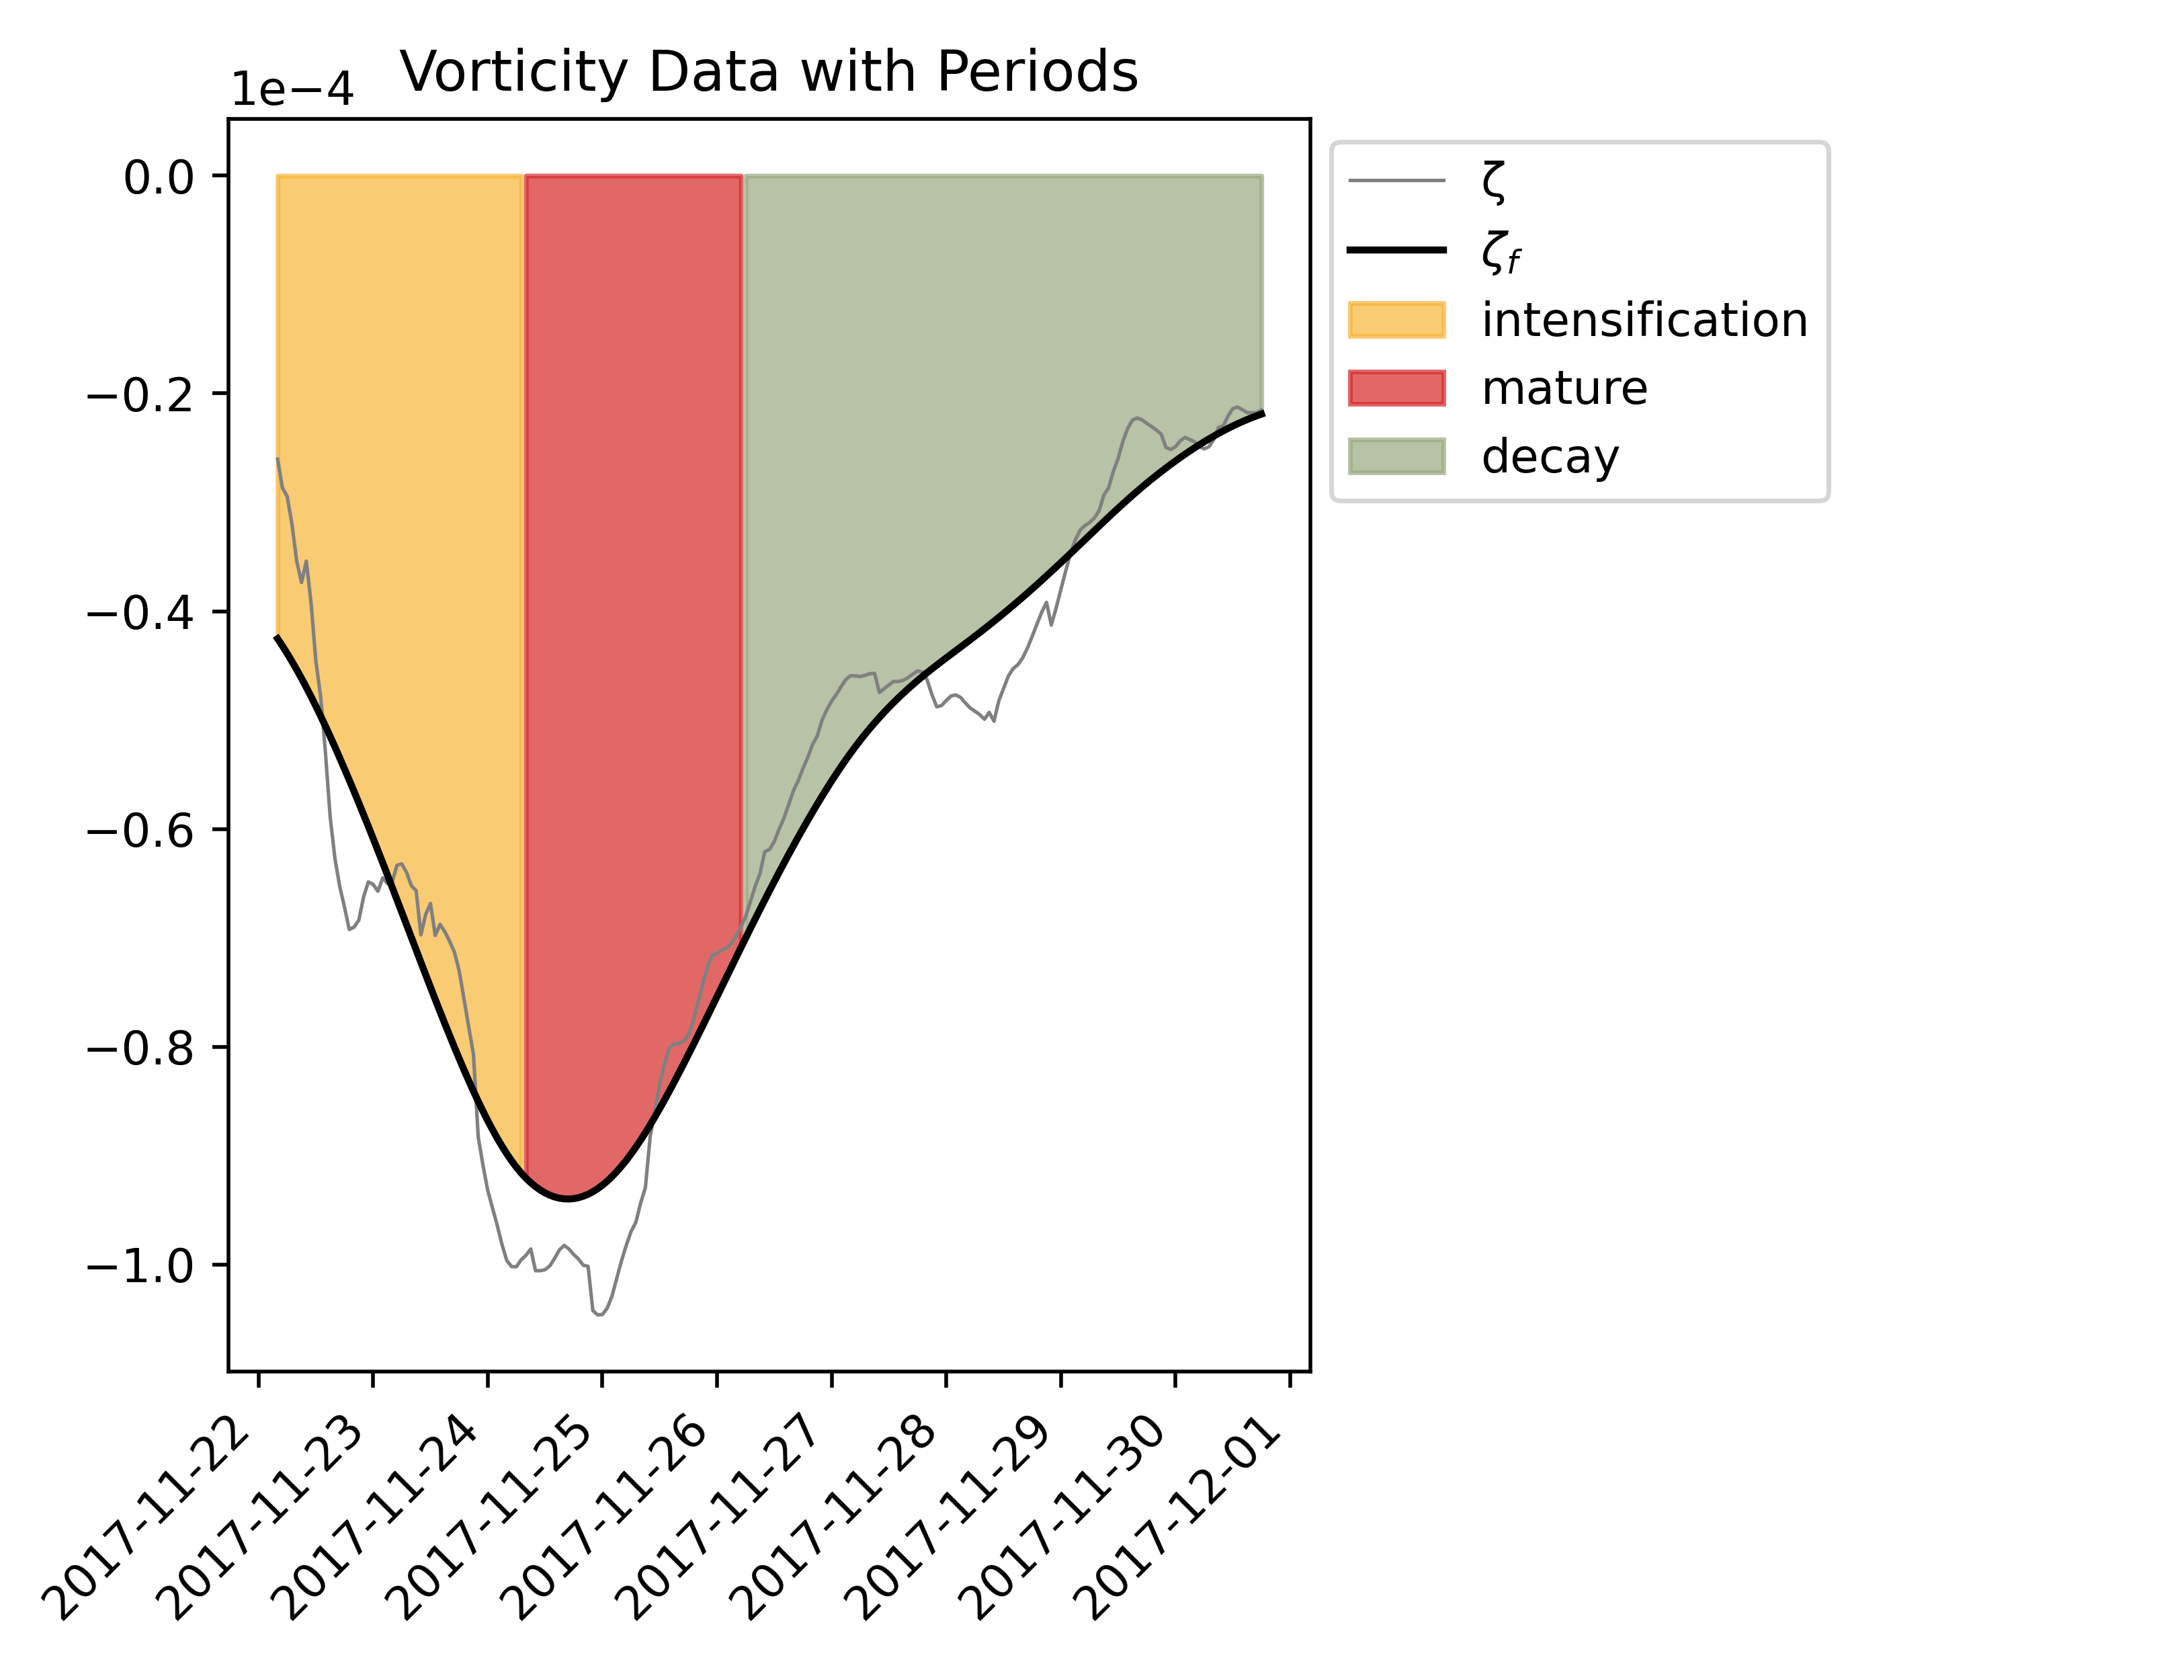 Vorticity Data with Periods
1e−4
0.0
−0.2
−0.4
−0.6
−0.8
−1.0
2017-11-22
2017-11-23
2017-11-24
2017-11-25
2017-11-26
2017-11-27
2017-11-28
2017-11-29
2017-11-30
2017-12-01
ζ
ζf
intensification
mature
decay